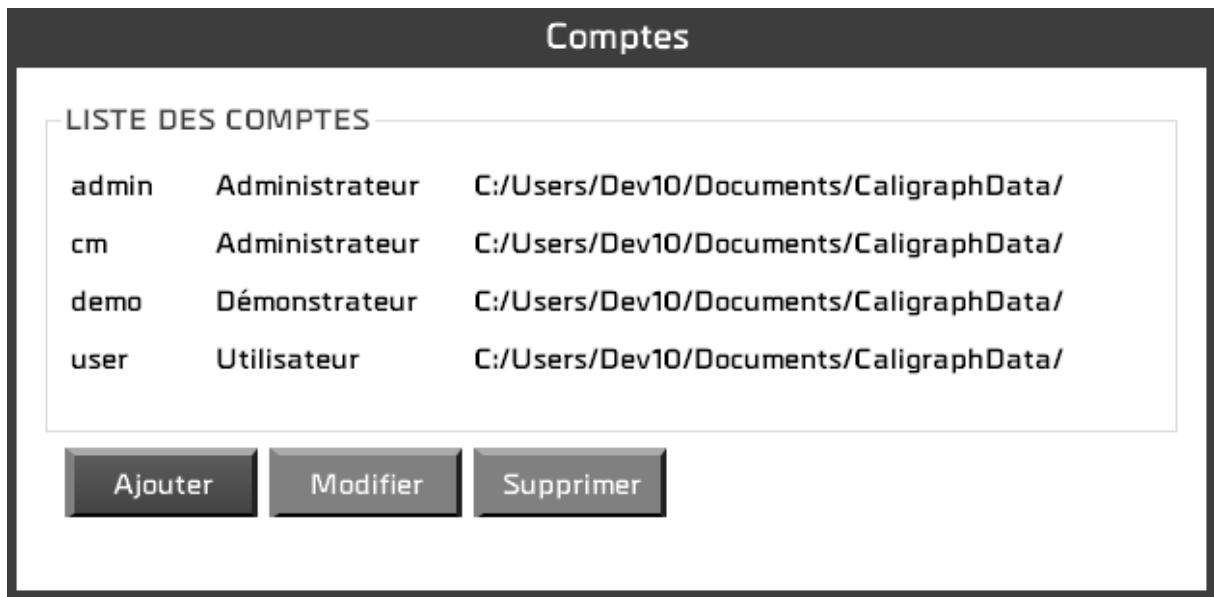 Comptes
LISTE DES COMPTES
admin Administrateur C:/Users/Dev10/Documents/CaligraphData/
cm Administrateur C:/Users/Dev10/Documents/CaligraphData/
demo Démonstrateur C:/Users/Dev10/Documents/CaligraphData/
user Utilisateur C:/Users/Dev10/Documents/CaligraphData/
Ajouter Modifier Supprimer